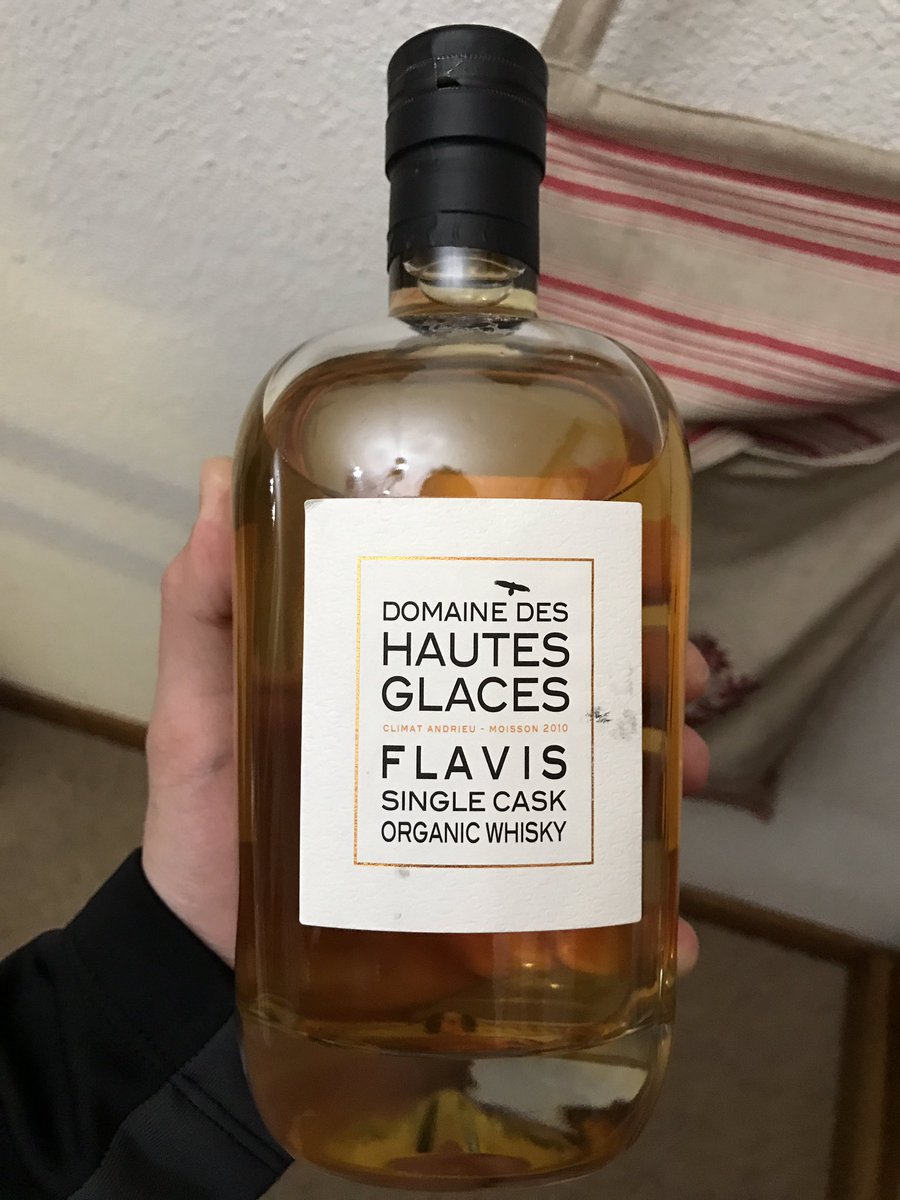 DOMAINE DES
HAUTES
GLACES
CLIMAT ANDRIEU - MOISSON 2010
FLAVIS
SINGLE CASK
ORGANIC WHISKY